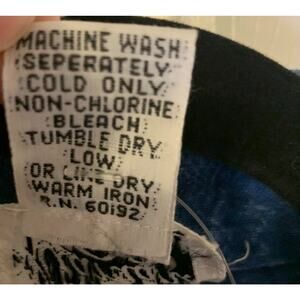 MACHINE WASH
SEPERATELY
COLD ONLY
NON-CHLORINE
BLEACH
TUMBLE DRY
LOW
OR LINE DRY
WARM IRON
R.N. 60192